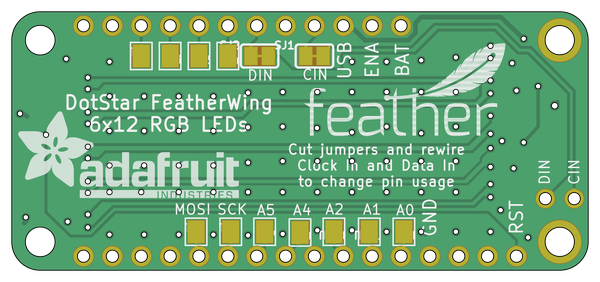 SJ1
USB
ENA
BAT
DIN
CIN
DotStar FeatherWing
6x12 RGB LEDs
feather
Cut jumpers and rewire
Clock In and Data In
to change pin usage
adafruit
INDUSTRIES
DIN
CIN
MOSI SCK A5 A4 A2 A1 A0
GND
RST